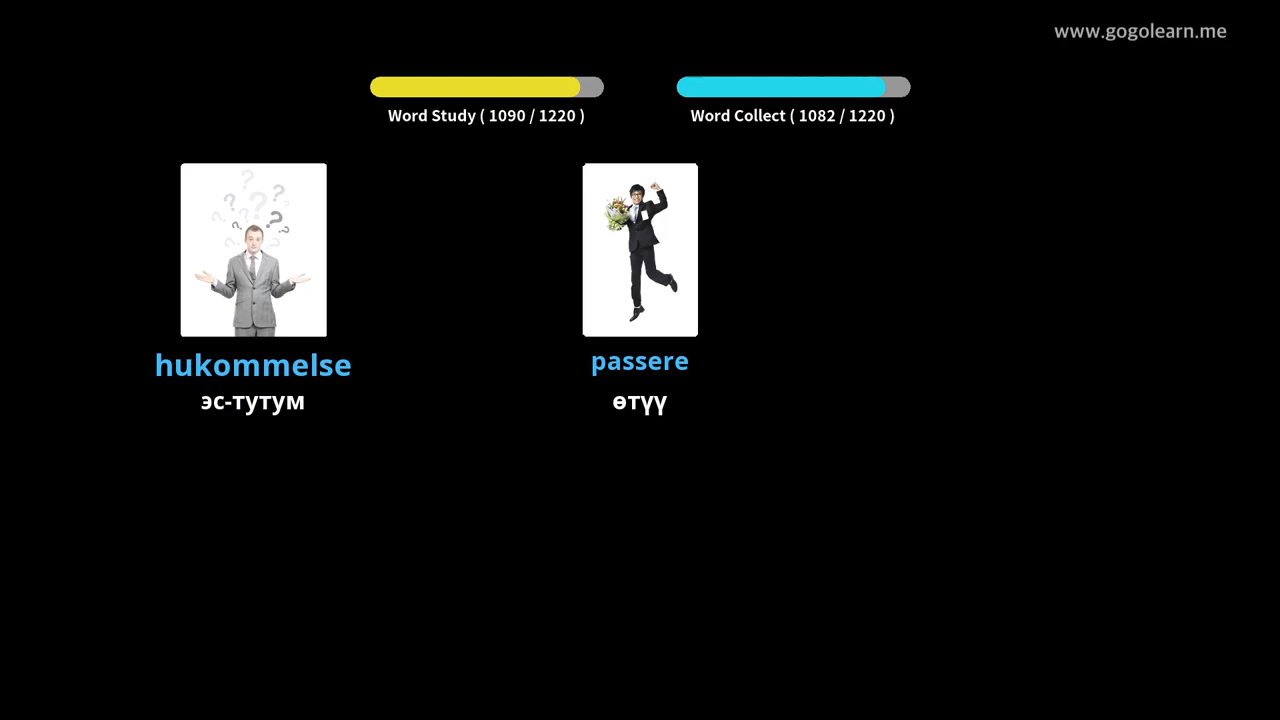 www.gogolearn.me
Word Study ( 1090 / 1220 )
Word Collect ( 1082 / 1220 )
hukommelse
passere
эс-тутум
өтүү